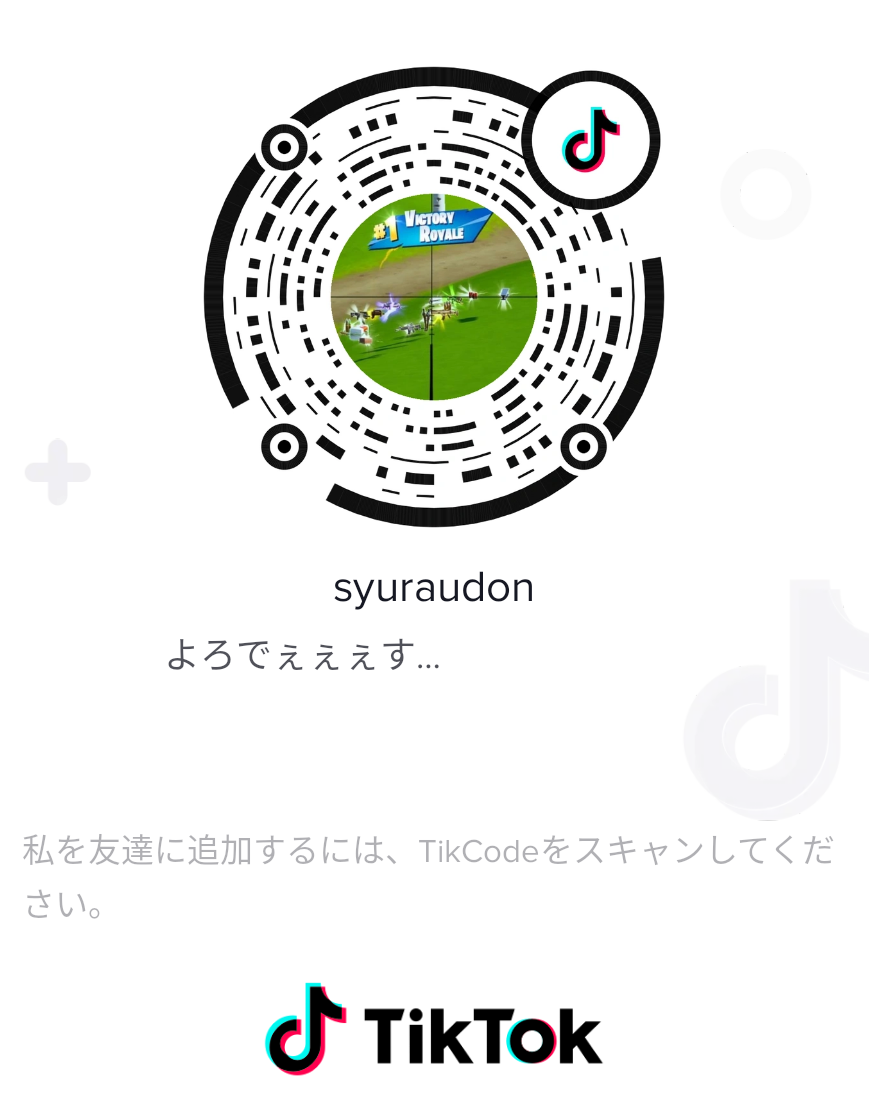 #1 VICTORY
ROYALE
syuraudon
よろでぇぇぇす...
私を友達に追加するには、TikCodeをスキャンしてくだ
さい。
TikTok